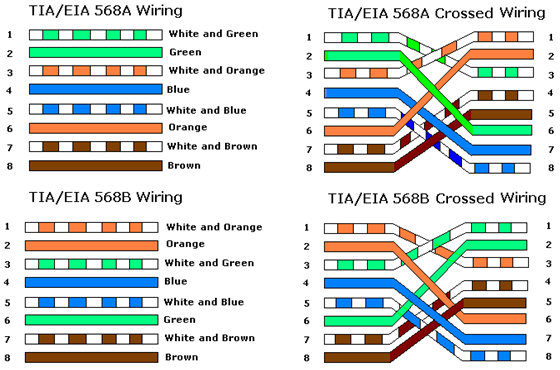 TIA/EIA 568A Wiring
1 White and Green
2 Green
3 White and Orange
4 Blue
5 White and Blue
6 Orange
7 White and Brown
8 Brown
TIA/EIA 568A Crossed Wiring
1 1
2 2
3 3
4 4
5 5
6 6
7 7
8 8
TIA/EIA 568B Wiring
1 White and Orange
2 Orange
3 White and Green
4 Blue
5 White and Blue
6 Green
7 White and Brown
8 Brown
TIA/EIA 568B Crossed Wiring
1 1
2 2
3 3
4 4
5 5
6 6
7 7
8 8